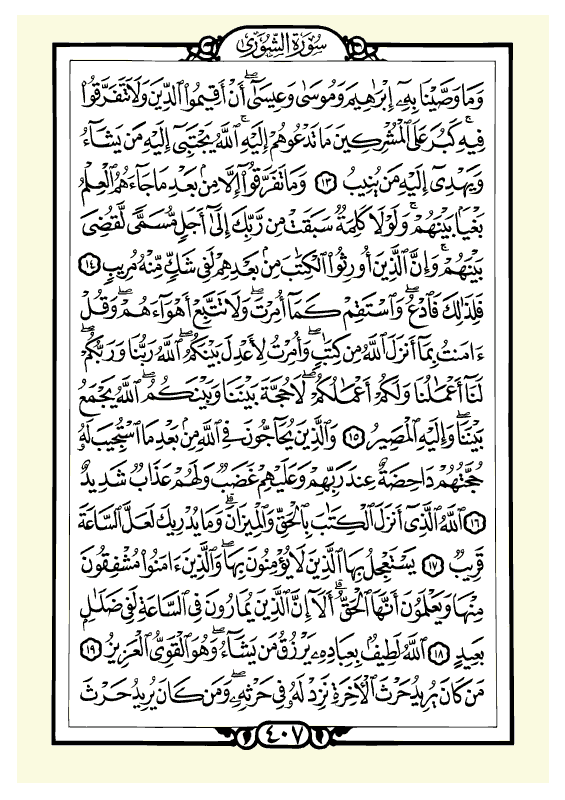 سورة الشورى
وَمَا وَصَّيْنَا بِهِۦٓ إِبْرَٰهِيمَ وَمُوسَىٰ وَعِيسَىٰٓ ۖ أَنْ أَقِيمُوا۟ ٱلدِّينَ وَلَا تَتَفَرَّقُوا۟
فِيهِ ۚ كَبُرَ عَلَى ٱلْمُشْرِكِينَ مَا تَدْعُوهُمْ إِلَيْهِ ۚ ٱللَّهُ يَجْتَبِىٓ إِلَيْهِ مَن يَشَآءُ
وَيَهْدِىٓ إِلَيْهِ مَن يُنِيبُ ١٣ وَمَا تَفَرَّقُوٓا۟ إِلَّا مِنۢ بَعْدِ مَا جَآءَهُمُ ٱلْعِلْمُ
بَغْيًۢا بَيْنَهُمْ ۚ وَلَوْلَا كَلِمَةٌ سَبَقَتْ مِن رَّبِّكَ إِلَىٰٓ أَجَلٍ مُّسَمًّى لَّقُضِىَ
بَيْنَهُمْ ۚ وَإِنَّ ٱلَّذِينَ أُورِثُوا۟ ٱلْكِتَٰبَ مِنۢ بَعْدِهِمْ لَفِى شَكٍّ مِّنْهُ مُرِيبٍ ١٤
فَلِذَٰلِكَ فَٱدْعُ ۖ وَٱسْتَقِمْ كَمَآ أُمِرْتَ ۖ وَلَا تَتَّبِعْ أَهْوَآءَهُمْ ۖ وَقُلْ
ءَامَنتُ بِمَآ أَنزَلَ ٱللَّهُ مِن كِتَٰبٍ ۖ وَأُمِرْتُ لِأَعْدِلَ بَيْنَكُمُ ۖ ٱللَّهُ رَبُّنَا وَرَبُّكُمْ ۖ
لَنَآ أَعْمَٰلُنَا وَلَكُمْ أَعْمَٰلُكُمْ ۖ لَا حُجَّةَ بَيْنَنَا وَبَيْنَكُمُ ۖ ٱللَّهُ يَجْمَعُ
بَيْنَنَا ۖ وَإِلَيْهِ ٱلْمَصِيرُ ١٥ وَٱلَّذِينَ يُحَآجُّونَ فِى ٱللَّهِ مِنۢ بَعْدِ مَا ٱسْتُجِيبَ لَهُۥ
حُجَّتُهُمْ دَاحِضَةٌ عِندَ رَبِّهِمْ وَعَلَيْهِمْ غَضَبٌ وَلَهُمْ عَذَابٌ شَدِيدٌ
١٦ ٱللَّهُ ٱلَّذِىٓ أَنزَلَ ٱلْكِتَٰبَ بِٱلْحَقِّ وَٱلْمِيزَانَ ۗ وَمَا يُدْرِيكَ لَعَلَّ ٱلسَّاعَةَ
قَرِيبٌ ١٧ يَسْتَعْجِلُ بِهَا ٱلَّذِينَ لَا يُؤْمِنُونَ بِهَا ۖ وَٱلَّذِينَ ءَامَنُوا۟ مُشْفِقُونَ
مِنْهَا وَيَعْلَمُونَ أَنَّهَا ٱلْحَقُّ ۗ أَلَآ إِنَّ ٱلَّذِينَ يُمَارُونَ فِى ٱلسَّاعَةِ لَفِى ضَلَٰلٍۭ
بَعِيدٍ ١٨ ٱللَّهُ لَطِيفٌۢ بِعِبَادِهِۦ يَرْزُقُ مَن يَشَآءُ ۖ وَهُوَ ٱلْقَوِىُّ ٱلْعَزِيزُ ١٩
مَن كَانَ يُرِيدُ حَرْثَ ٱلْـَٔاخِرَةِ نَزِدْ لَهُۥ فِى حَرْثِهِۦ ۖ وَمَن كَانَ يُرِيدُ حَرْثَ
٤٠٧